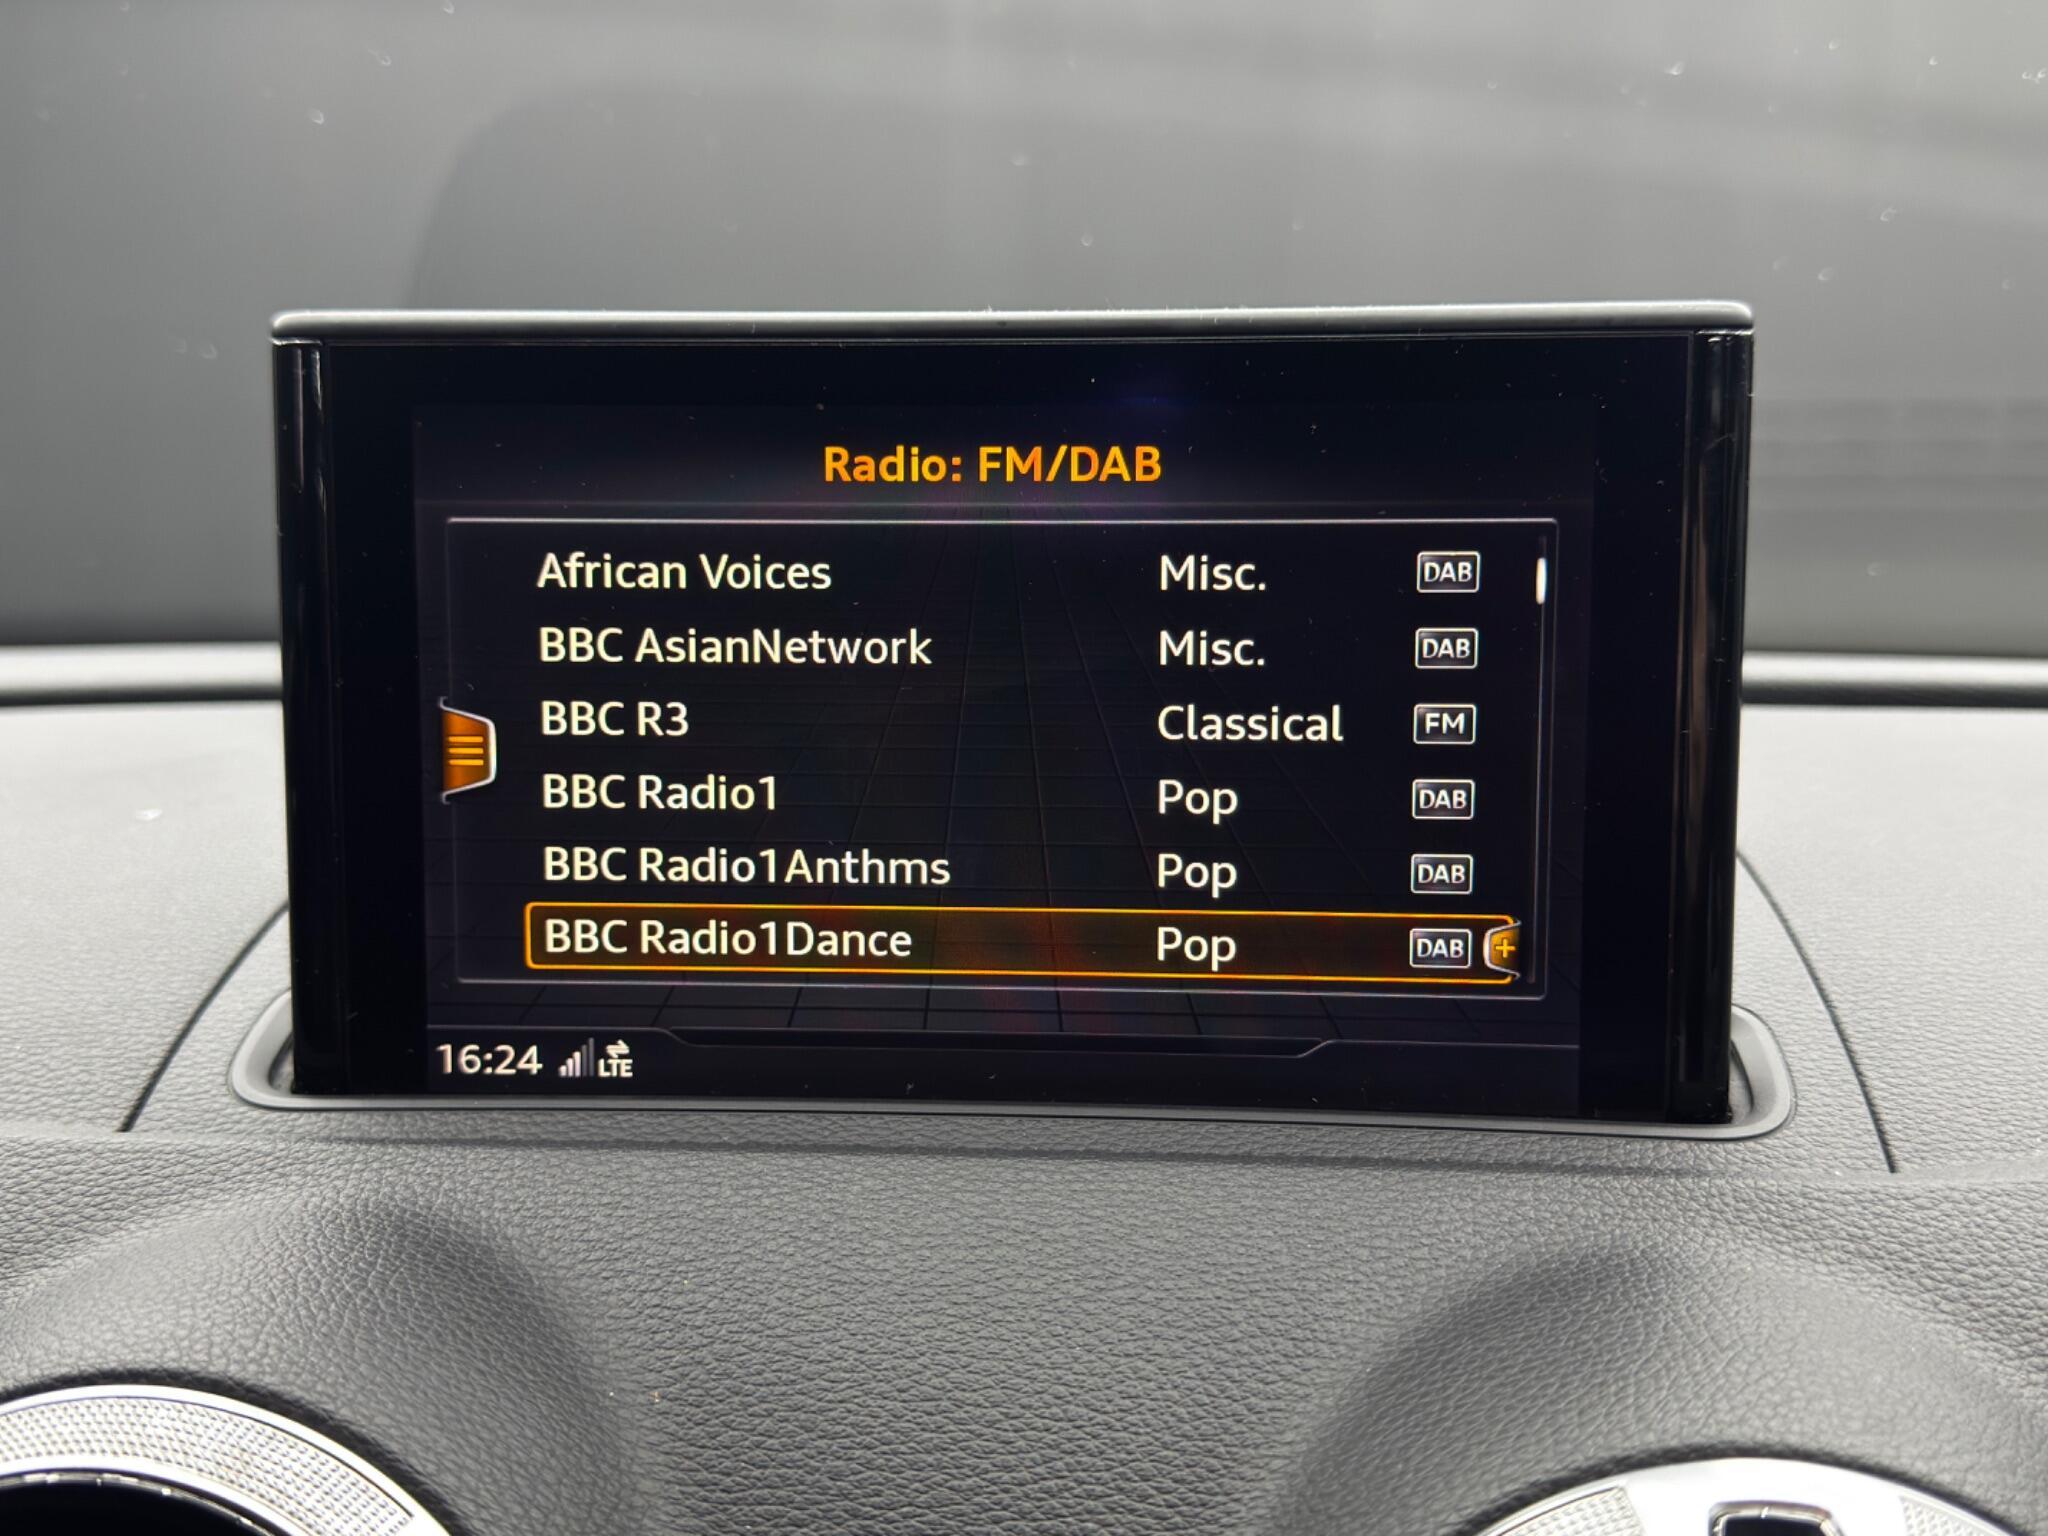 Radio: FM/DAB
African Voices Misc. DAB
BBC AsianNetwork Misc. DAB
BBC R3 Classical FM
BBC Radio1 Pop DAB
BBC Radio1Anthms Pop DAB
BBC Radio1Dance Pop DAB +
16:24 LTE